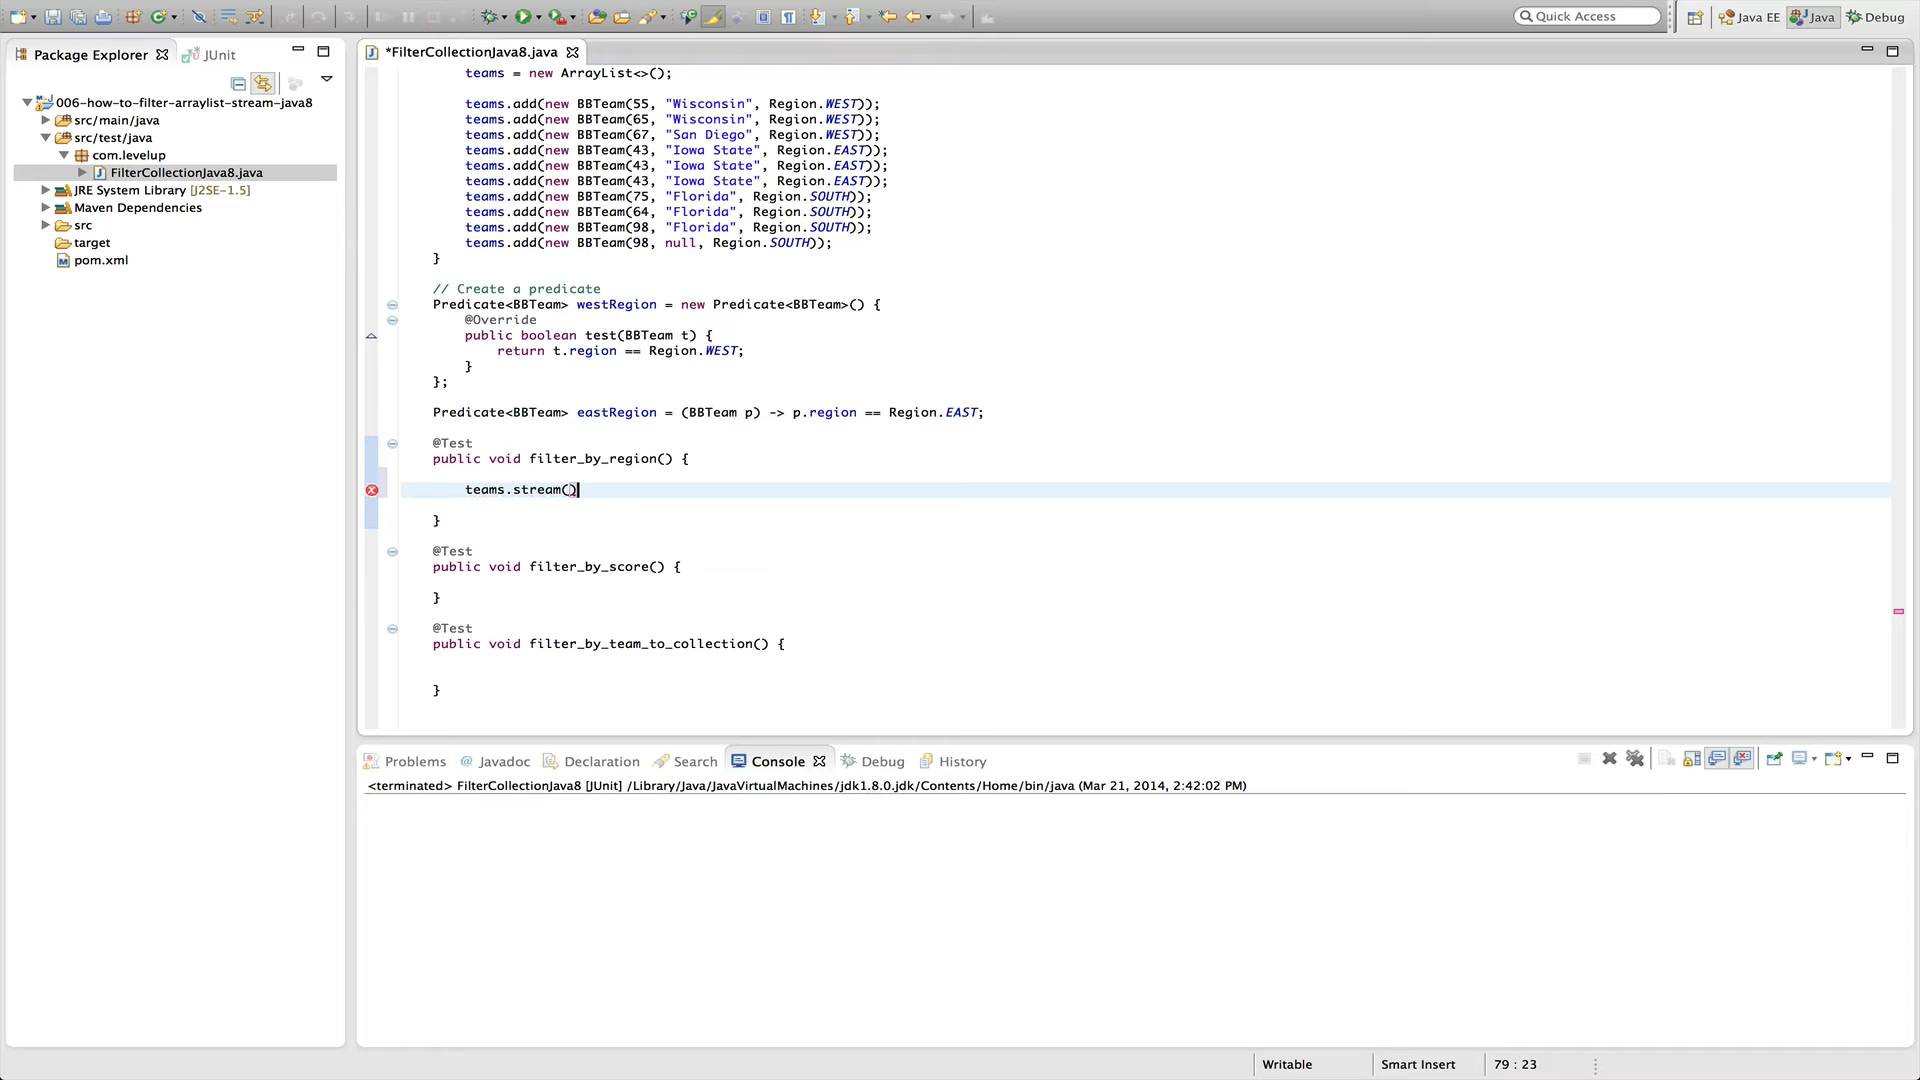 Quick Access
Java EE
Java
Debug
Package Explorer
JUnit
006-how-to-filter-arraylist-stream-java8
src/main/java
src/test/java
com.levelup
FilterCollectionJava8.java
JRE System Library [J2SE-1.5]
Maven Dependencies
src
target
pom.xml
*FilterCollectionJava8.java
teams = new ArrayList<>();
teams.add(new BBTeam(55, "Wisconsin", Region.WEST));
teams.add(new BBTeam(65, "Wisconsin", Region.WEST));
teams.add(new BBTeam(67, "San Diego", Region.WEST));
teams.add(new BBTeam(43, "Iowa State", Region.EAST));
teams.add(new BBTeam(43, "Iowa State", Region.EAST));
teams.add(new BBTeam(43, "Iowa State", Region.EAST));
teams.add(new BBTeam(75, "Florida", Region.SOUTH));
teams.add(new BBTeam(64, "Florida", Region.SOUTH));
teams.add(new BBTeam(98, "Florida", Region.SOUTH));
teams.add(new BBTeam(98, null, Region.SOUTH));
}
// Create a predicate
Predicate<BBTeam> westRegion = new Predicate<BBTeam>() {
@Override
public boolean test(BBTeam t) {
return t.region == Region.WEST;
}
};
Predicate<BBTeam> eastRegion = (BBTeam p) -> p.region == Region.EAST;
@Test
public void filter_by_region() {
teams.stream()
}
@Test
public void filter_by_score() {
}
@Test
public void filter_by_team_to_collection() {
}
Problems
@ Javadoc
Declaration
Search
Console
Debug
History
<terminated> FilterCollectionJava8 [JUnit] /Library/Java/JavaVirtualMachines/jdk1.8.0.jdk/Contents/Home/bin/java (Mar 21, 2014, 2:42:02 PM)
Writable
Smart Insert
79 : 23